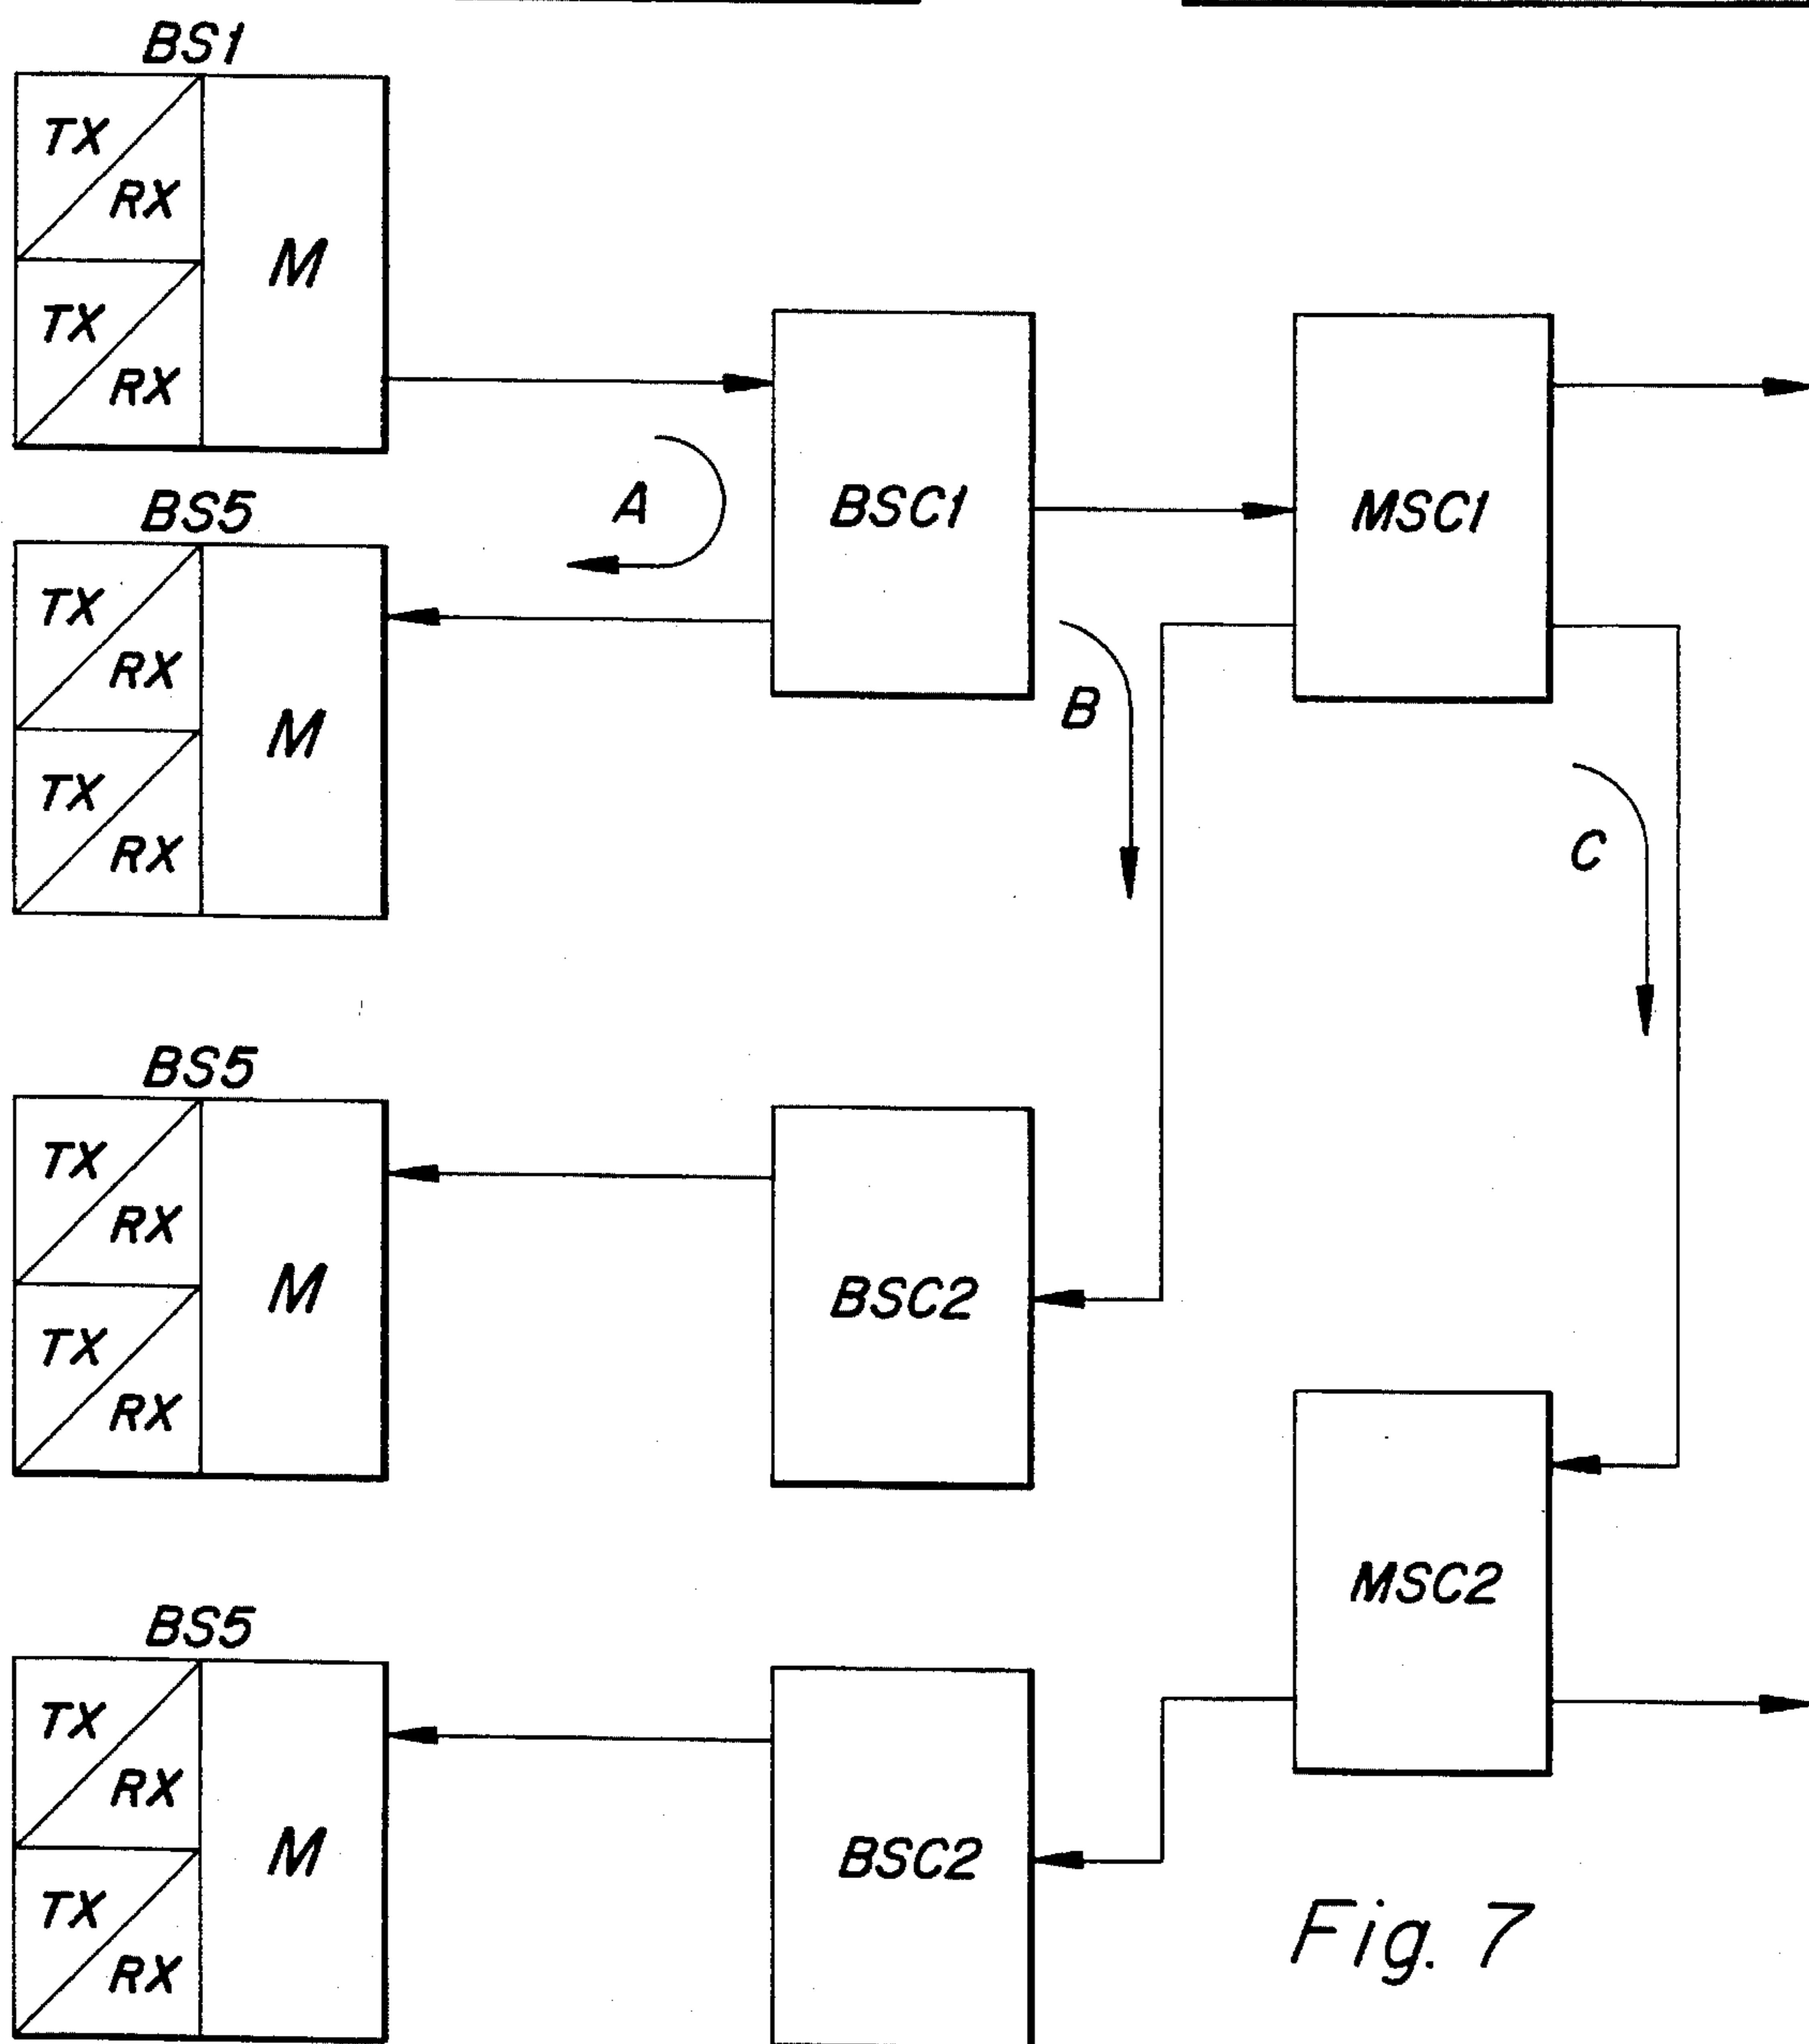 BS1
TX
RX
M
TX
RX
BSC1
MSC1
A
BS5
TX
RX
M
TX
RX
B
C
BS5
TX
RX
M
TX
RX
BSC2
MSC2
BS5
TX
RX
M
TX
RX
BSC2
Fig. 7